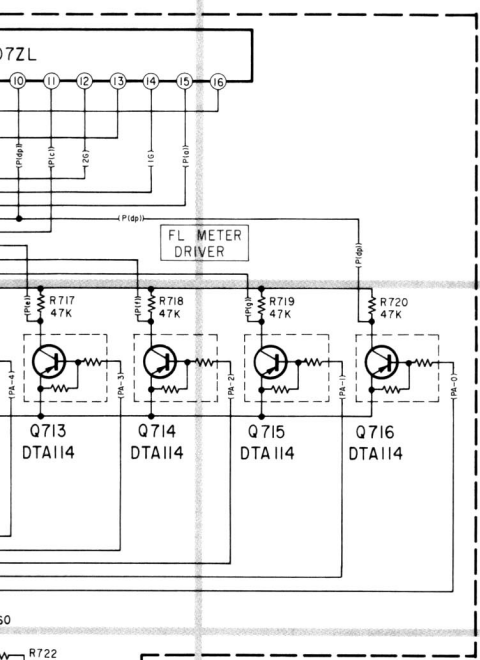 07ZL
10 11 12 13 14 15 16
P(dp) P(c) 2G 1G P(a)
P(dp)
FL METER
DRIVER
P(dp)
P(e) R717 47K
P(f) R718 47K
P(g) R719 47K
R720 47K
PA-4 PA-3 PA-2 PA-1 PA-0
Q713 Q714 Q715 Q716
DTA114 DTA114 DTA114 DTA114
R722